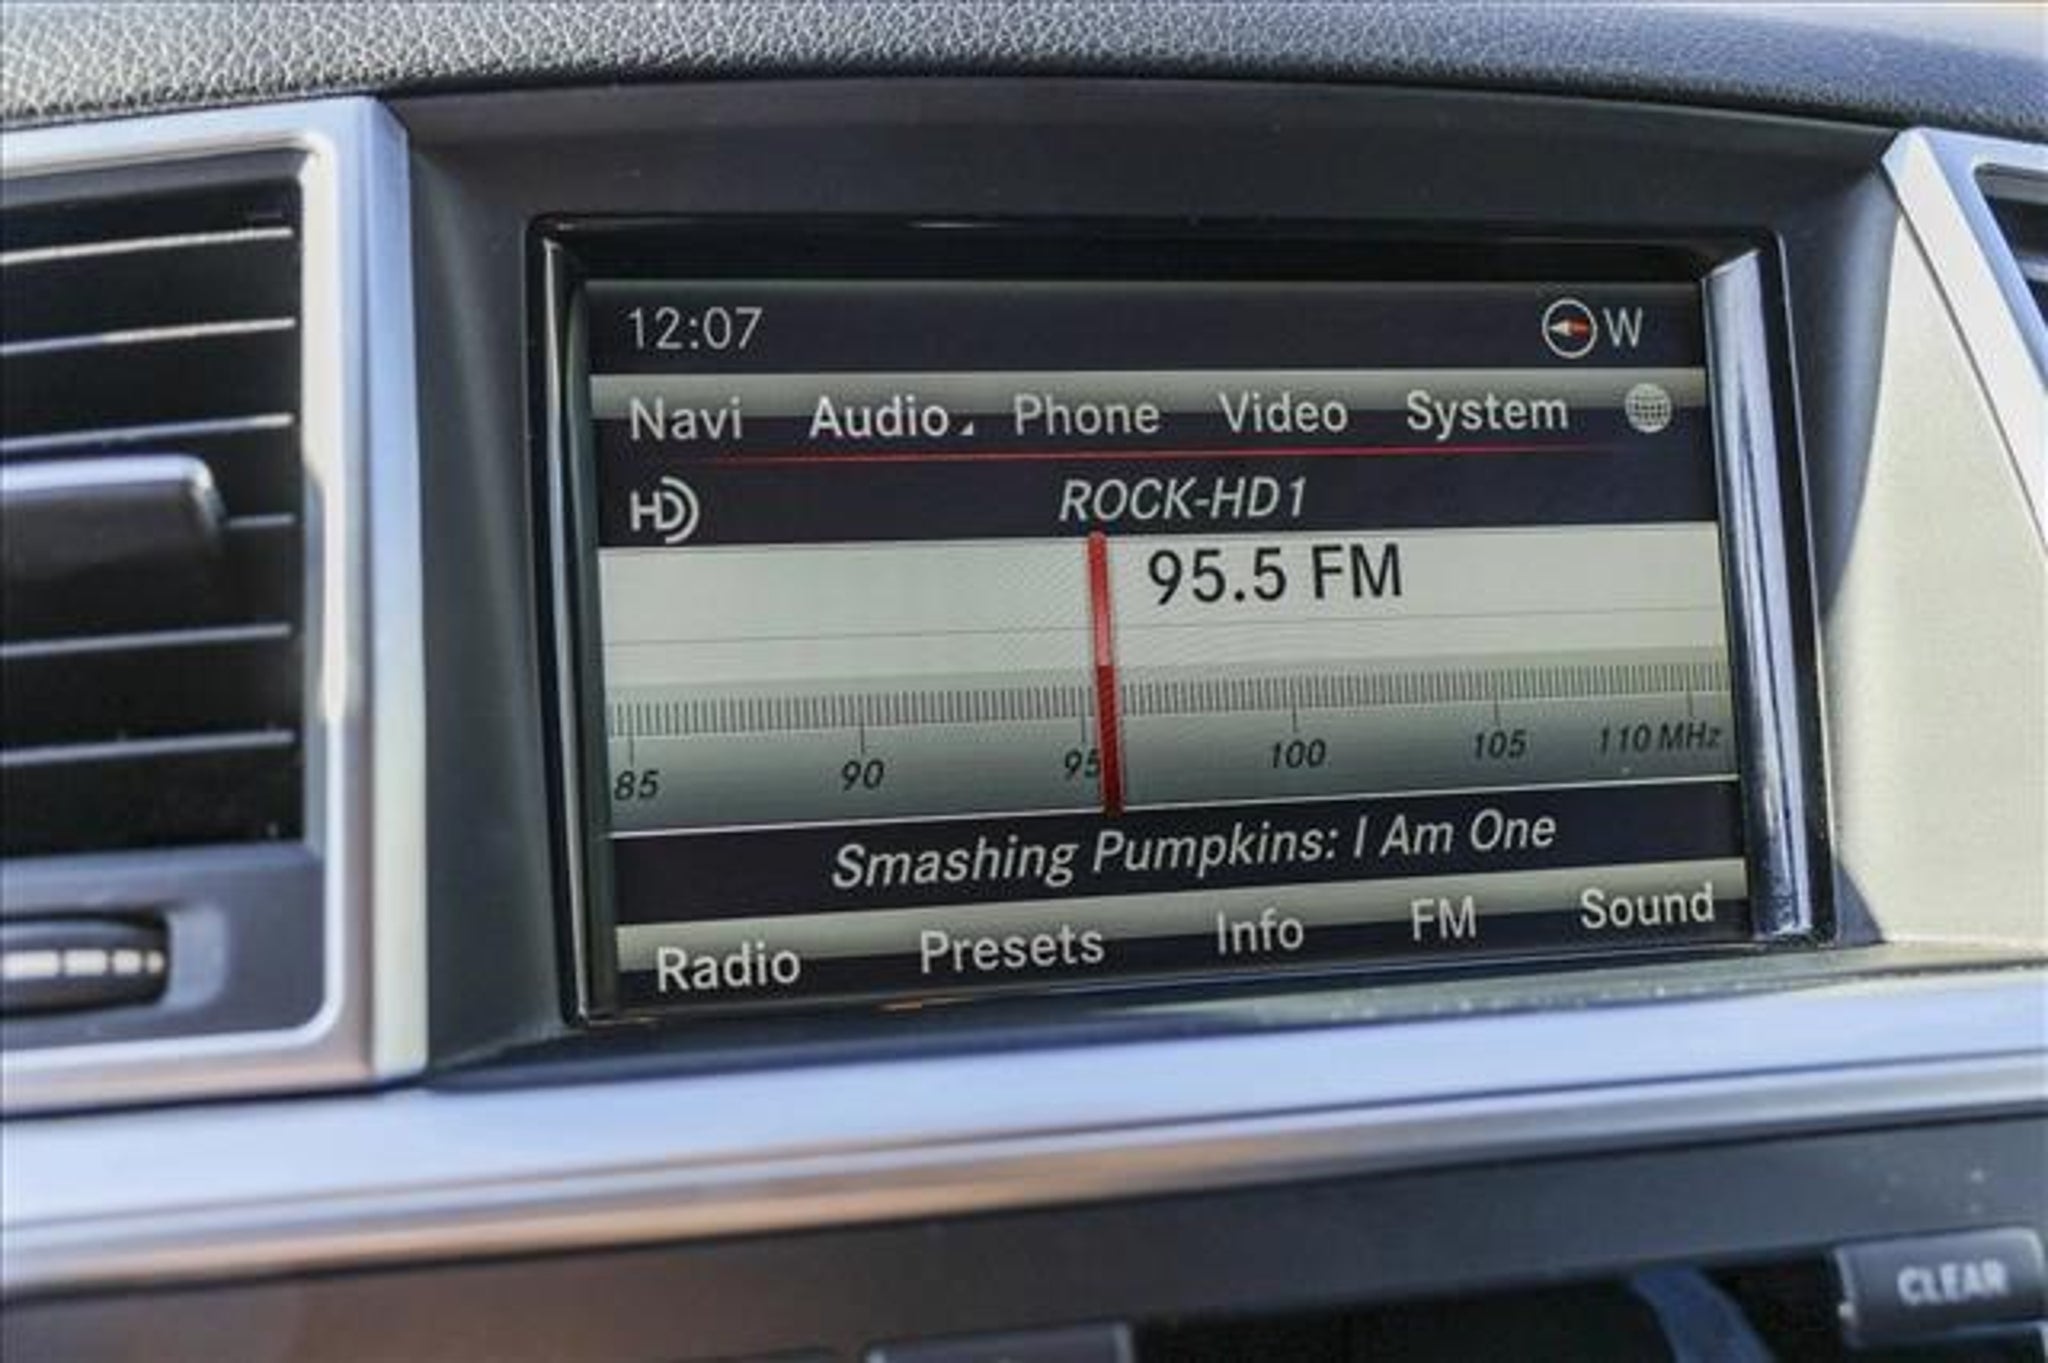 12:07 W
Navi Audio Phone Video System
HD ROCK-HD1
95.5 FM
85 90 95 100 105 110 MHz
Smashing Pumpkins: I Am One
Radio Presets Info FM Sound
CLEAR